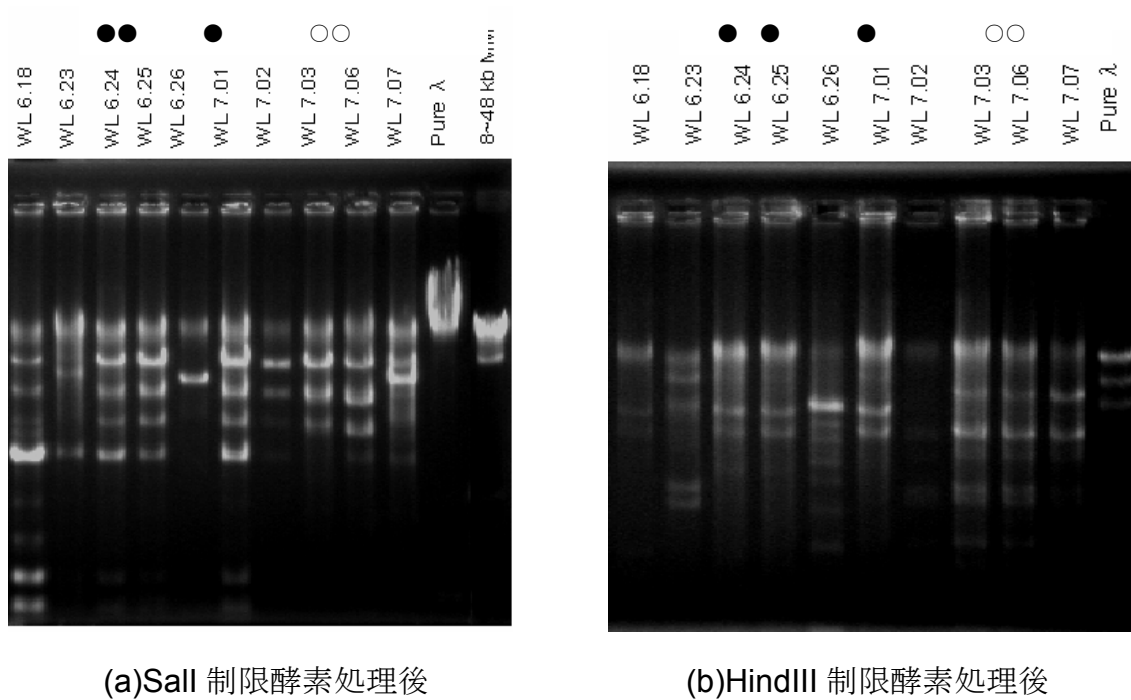 ●● ● ○○
WL 6.18
WL 6.23
WL 6.24
WL 6.25
WL 6.26
WL 7.01
WL 7.02
WL 7.03
WL 7.06
WL 7.07
Pure λ
8~48 kb
(a)SalI 制限酵素処理後
● ● ● ○○
WL 6.18
WL 6.23
WL 6.24
WL 6.25
WL 6.26
WL 7.01
WL 7.02
WL 7.03
WL 7.06
WL 7.07
Pure λ
(b)HindIII 制限酵素処理後